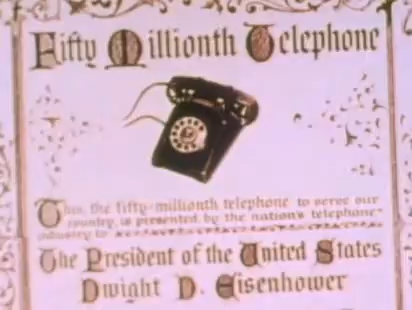 Fifty Millionth Telephone
This, the fifty-millionth telephone to serve our
country, is presented by the nation's telephone
industry to
The President of the United States
Dwight D. Eisenhower